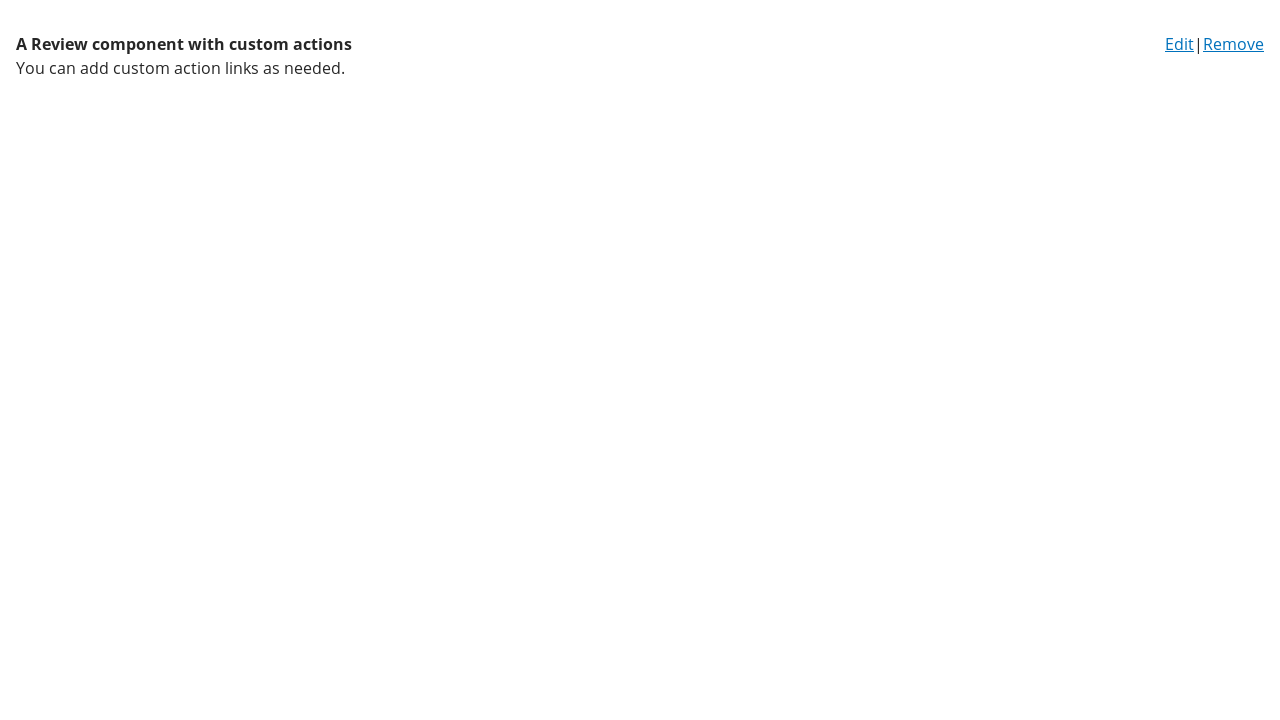 A Review component with custom actions
Edit|Remove
You can add custom action links as needed.